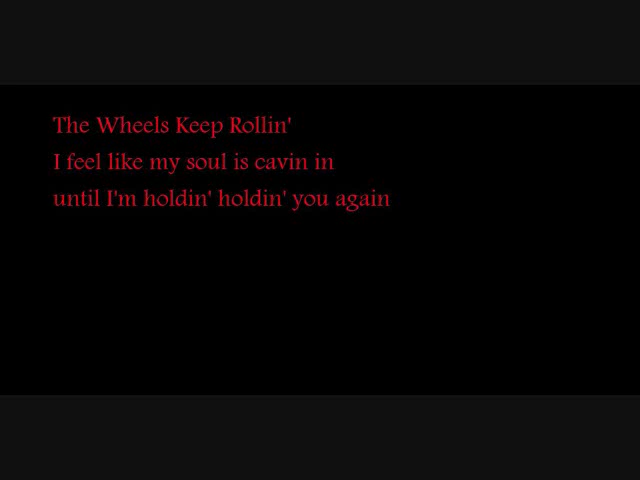 The Wheels Keep Rollin'
I feel like my soul is cavin in
until I'm holdin' holdin' you again